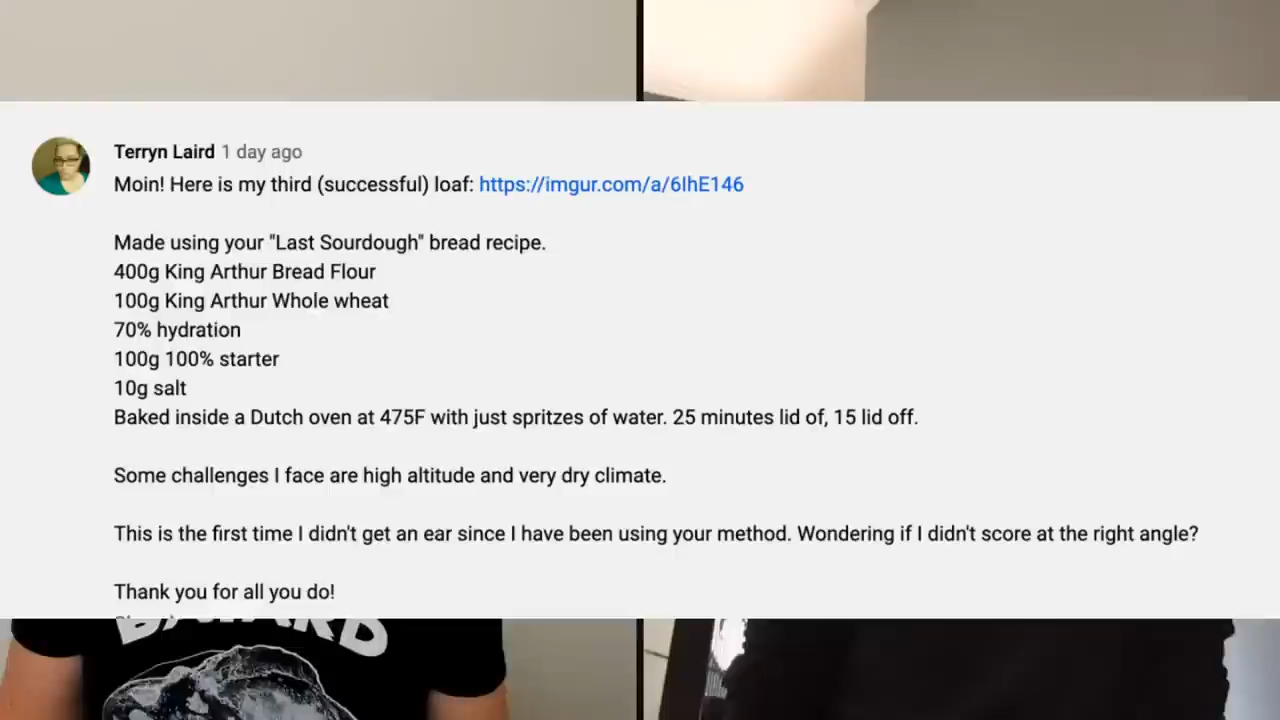 Terryn Laird 1 day ago
Moin! Here is my third (successful) loaf: https://imgur.com/a/6IhE146
Made using your "Last Sourdough" bread recipe.
400g King Arthur Bread Flour
100g King Arthur Whole wheat
70% hydration
100g 100% starter
10g salt
Baked inside a Dutch oven at 475F with just spritzes of water. 25 minutes lid of, 15 lid off.
Some challenges I face are high altitude and very dry climate.
This is the first time I didn't get an ear since I have been using your method. Wondering if I didn't score at the right angle?
Thank you for all you do!